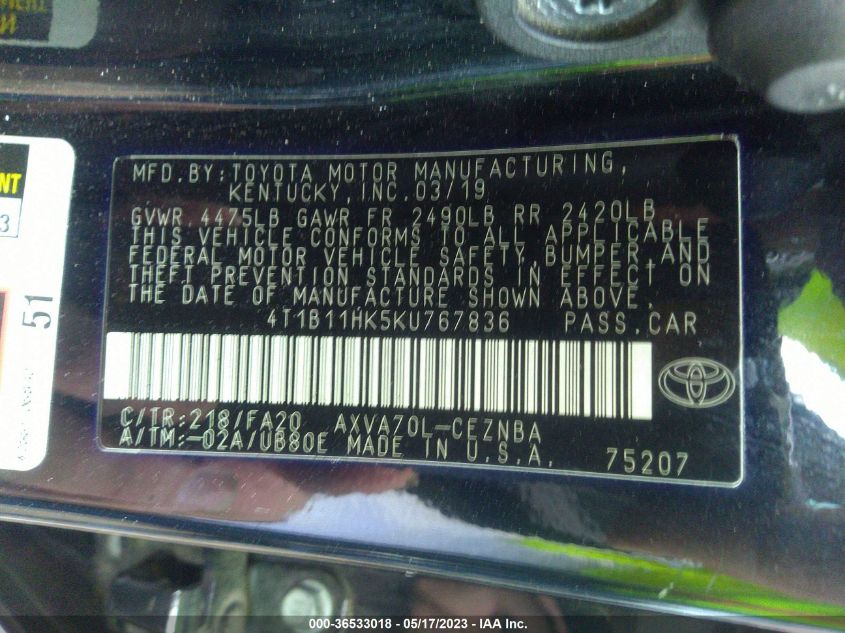 MFD.BY:TOYOTA MOTOR MANUFACTURING,
KENTUCKY,INC.03/19
GVWR 4475LB GAWR FR 2490LB RR 2420LB
THIS VEHICLE CONFORMS TO ALL APPLICABLE
FEDERAL MOTOR VEHICLE SAFETY,BUMPER,AND
THEFT PREVENTION STANDARDS IN EFFECT ON
THE DATE OF MANUFACTURE SHOWN ABOVE.
4T1B11HK5KU767836 PASS.CAR
C/TR:218/FA20 AXVA70L-CEZNBA
A/TM:-02A/UB80E MADE IN U.S.A. 75207
NT
3
51
000-36533018 - 05/17/2023 - IAA Inc.